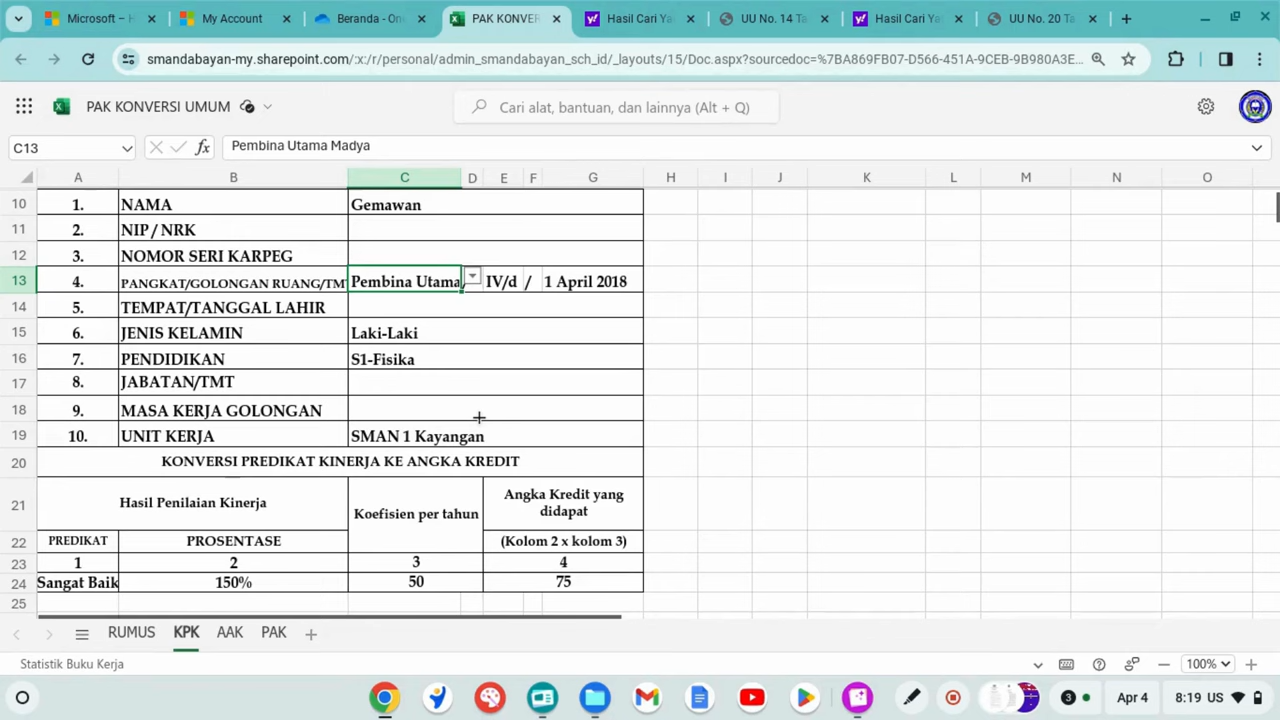 Microsoft – H
My Account
Beranda - One
PAK KONVER
Hasil Cari Ya
UU No. 14 Ta
Hasil Cari Ya
UU No. 20 Ta
smandabayan-my.sharepoint.com/:x:/r/personal/admin_smandabayan_sch_id/_layouts/15/Doc.aspx?sourcedoc=%7BA869FB07-D566-451A-9CEB-9B980A3E...
PAK KONVERSI UMUM
Cari alat, bantuan, dan lainnya (Alt + Q)
C13
fx
Pembina Utama Madya
A B C D E F G H I J K L M N O
10 1. NAMA Gemawan
11 2. NIP / NRK
12 3. NOMOR SERI KARPEG
13 4. PANGKAT/GOLONGAN RUANG/TMT Pembina Utama IV/d / 1 April 2018
14 5. TEMPAT/TANGGAL LAHIR
15 6. JENIS KELAMIN Laki-Laki
16 7. PENDIDIKAN S1-Fisika
17 8. JABATAN/TMT
18 9. MASA KERJA GOLONGAN
19 10. UNIT KERJA SMAN 1 Kayangan
20 KONVERSI PREDIKAT KINERJA KE ANGKA KREDIT
21 Hasil Penilaian Kinerja Koefisien per tahun Angka Kredit yang
didapat
22 PREDIKAT PROSENTASE (Kolom 2 x kolom 3)
23 1 2 3 4
24 Sangat Baik 150% 50 75
25
RUMUS KPK AAK PAK
Statistik Buku Kerja
100%
3
Apr 4
8:19 US